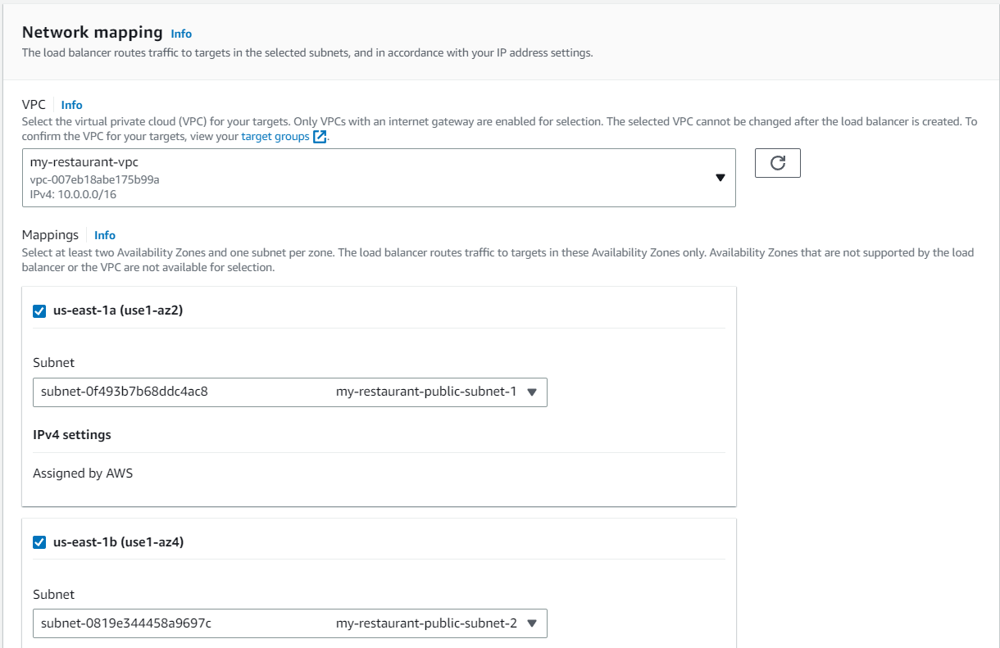 Network mapping Info
The load balancer routes traffic to targets in the selected subnets, and in accordance with your IP address settings.
VPC Info
Select the virtual private cloud (VPC) for your targets. Only VPCs with an internet gateway are enabled for selection. The selected VPC cannot be changed after the load balancer is created. To
confirm the VPC for your targets, view your target groups.
my-restaurant-vpc
vpc-007eb18abe175b99a
IPv4: 10.0.0.0/16
Mappings Info
Select at least two Availability Zones and one subnet per zone. The load balancer routes traffic to targets in these Availability Zones only. Availability Zones that are not supported by the load
balancer or the VPC are not available for selection.
us-east-1a (use1-az2)
Subnet
subnet-0f493b7b68ddc4ac8 my-restaurant-public-subnet-1
IPv4 settings
Assigned by AWS
us-east-1b (use1-az4)
Subnet
subnet-0819e344458a9697c my-restaurant-public-subnet-2